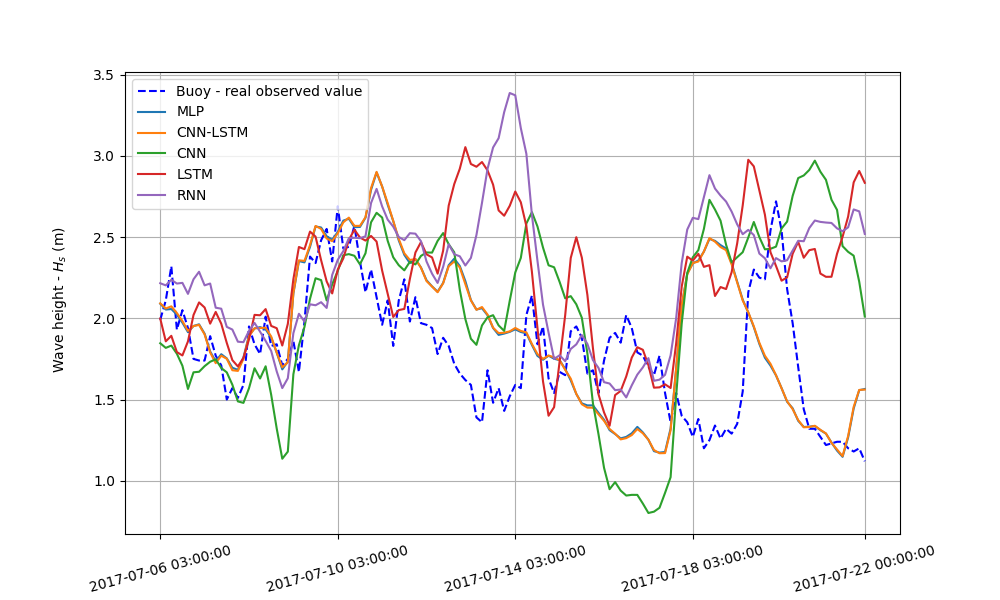 Wave height - Hs (m)
3.5
3.0
2.5
2.0
1.5
1.0
Buoy - real observed value
MLP
CNN-LSTM
CNN
LSTM
RNN
2017-07-06 03:00:00
2017-07-10 03:00:00
2017-07-14 03:00:00
2017-07-18 03:00:00
2017-07-22 00:00:00